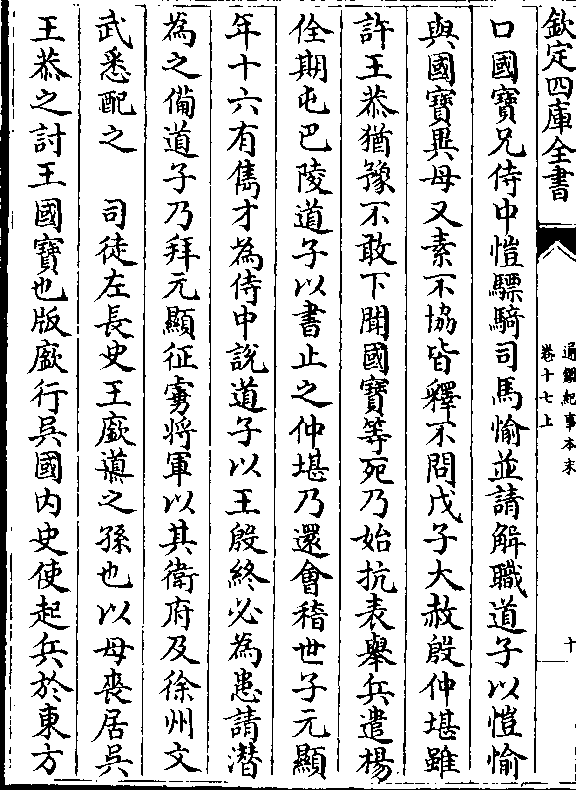 欽定四庫全書
通鑑紀事本末
卷十七上
十
口國寶兄侍中愷驃騎司馬愉並請解職道子以愷愉
與國寶異母又素不協皆釋不問戊子大赦殷仲堪雖
許王恭猶豫不敢下聞國寶等死乃始抗表舉兵遣楊
佺期屯巴陵道子以書止之仲堪乃還會稽世子元顯
年十六有雋才為侍中說道子以王殷終必為患請潛
為之備道子乃拜元顯征虜將軍以其衛府及徐州文
武悉配之　司徒左長史王廞薈之孫也以母喪居吳
王恭之討王國寶也版廞行吳國內史使起兵於東方